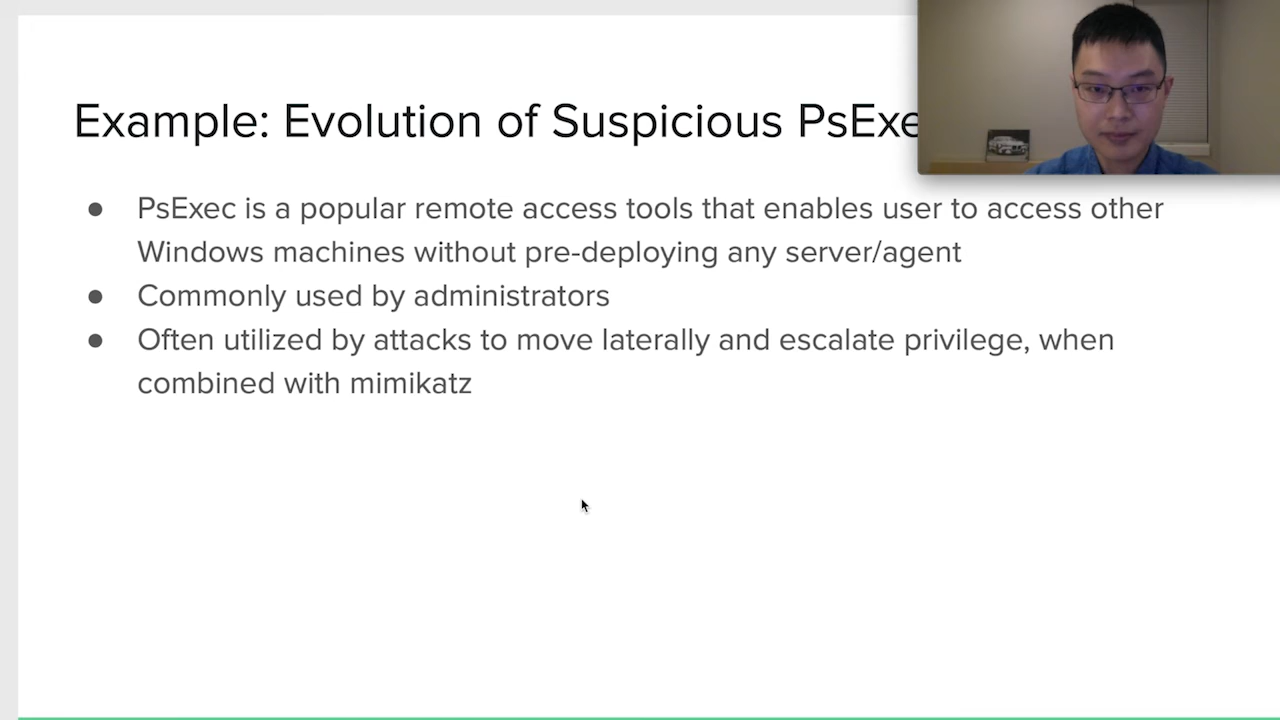 Example: Evolution of Suspicious
● PsExec is a popular remote access tools that enables user to access other
Windows machines without pre-deploying any server/agent
● Commonly used by administrators
● Often utilized by attacks to move laterally and escalate privilege, when
combined with mimikatz